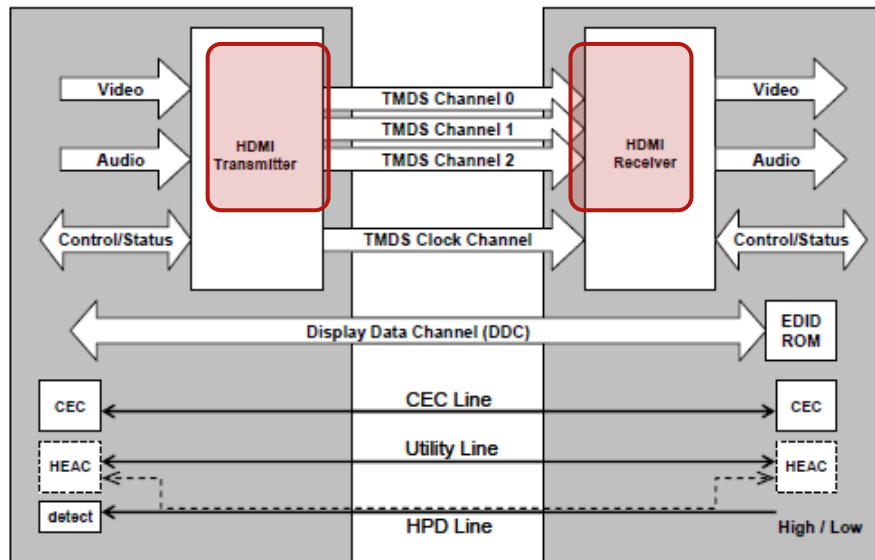 Video
Audio
Control/Status
HDMI
Transmitter
TMDS Channel 0
TMDS Channel 1
TMDS Channel 2
TMDS Clock Channel
HDMI
Receiver
Video
Audio
Control/Status
Display Data Channel (DDC)
EDID
ROM
CEC
CEC Line
CEC
HEAC
Utility Line
HEAC
detect
HPD Line
High / Low